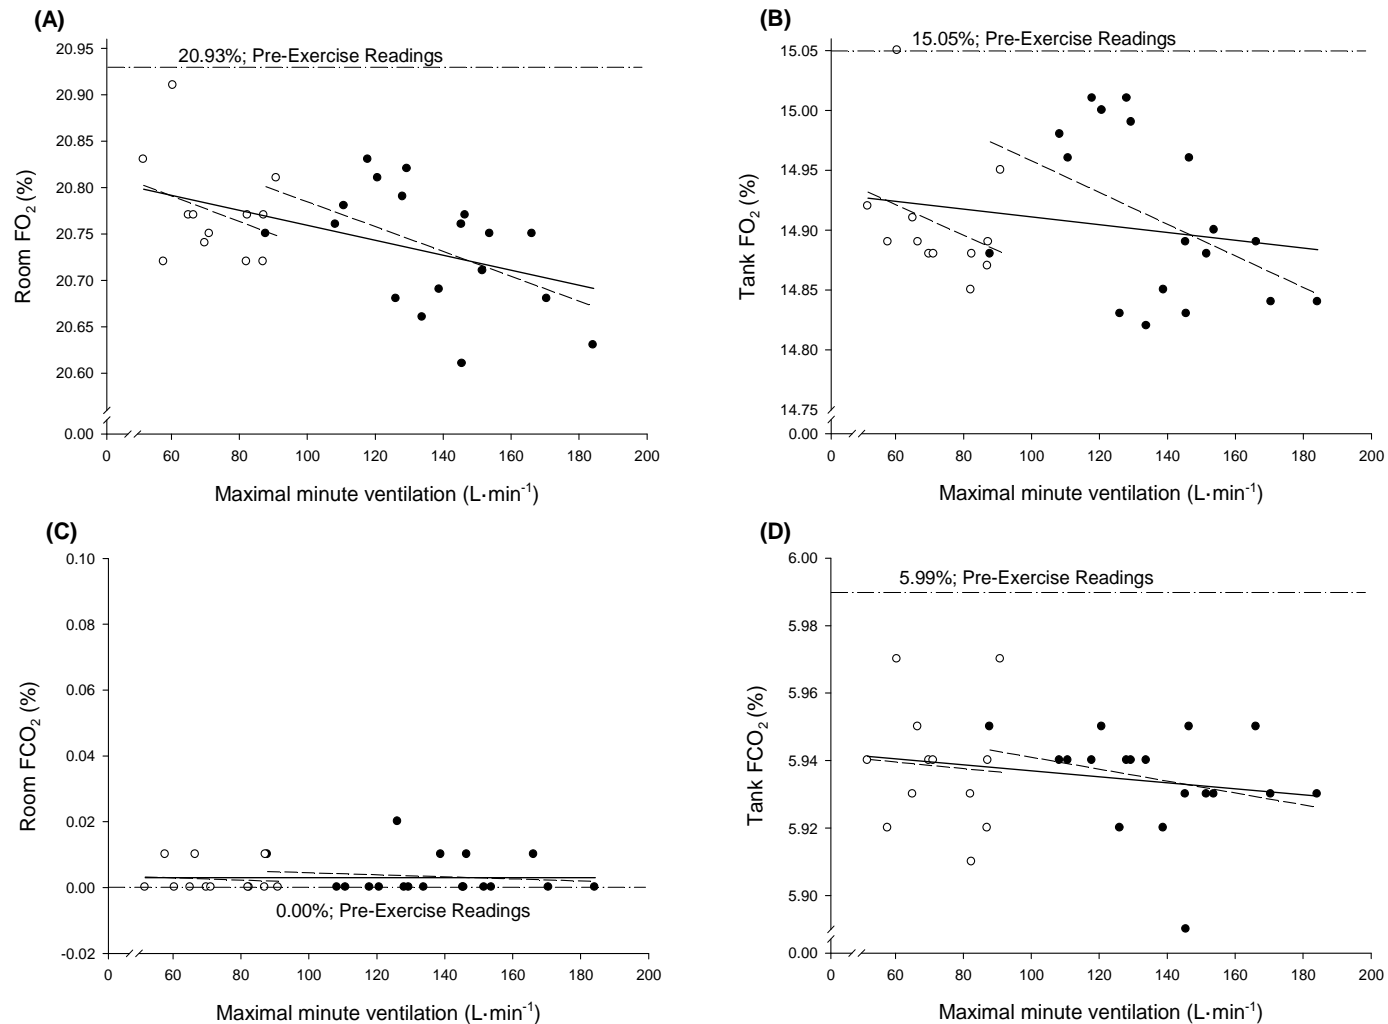 (A)
20.93%; Pre-Exercise Readings
20.95
20.90
20.85
20.80
20.75
20.70
20.65
20.60
0.00
Room FO₂ (%)
0 60 80 100 120 140 160 180 200
Maximal minute ventilation (L·min⁻¹)
(B)
15.05%; Pre-Exercise Readings
15.05
15.00
14.95
14.90
14.85
14.80
14.75
0.00
Tank FO₂ (%)
0 60 80 100 120 140 160 180 200
Maximal minute ventilation (L·min⁻¹)
(C)
0.10
0.08
0.06
0.04
0.02
0.00
-0.02
Room FCO₂ (%)
0.00%; Pre-Exercise Readings
0 60 80 100 120 140 160 180 200
Maximal minute ventilation (L·min⁻¹)
(D)
6.00
5.99%; Pre-Exercise Readings
5.98
5.96
5.94
5.92
5.90
0.00
Tank FCO₂ (%)
0 60 80 100 120 140 160 180 200
Maximal minute ventilation (L·min⁻¹)